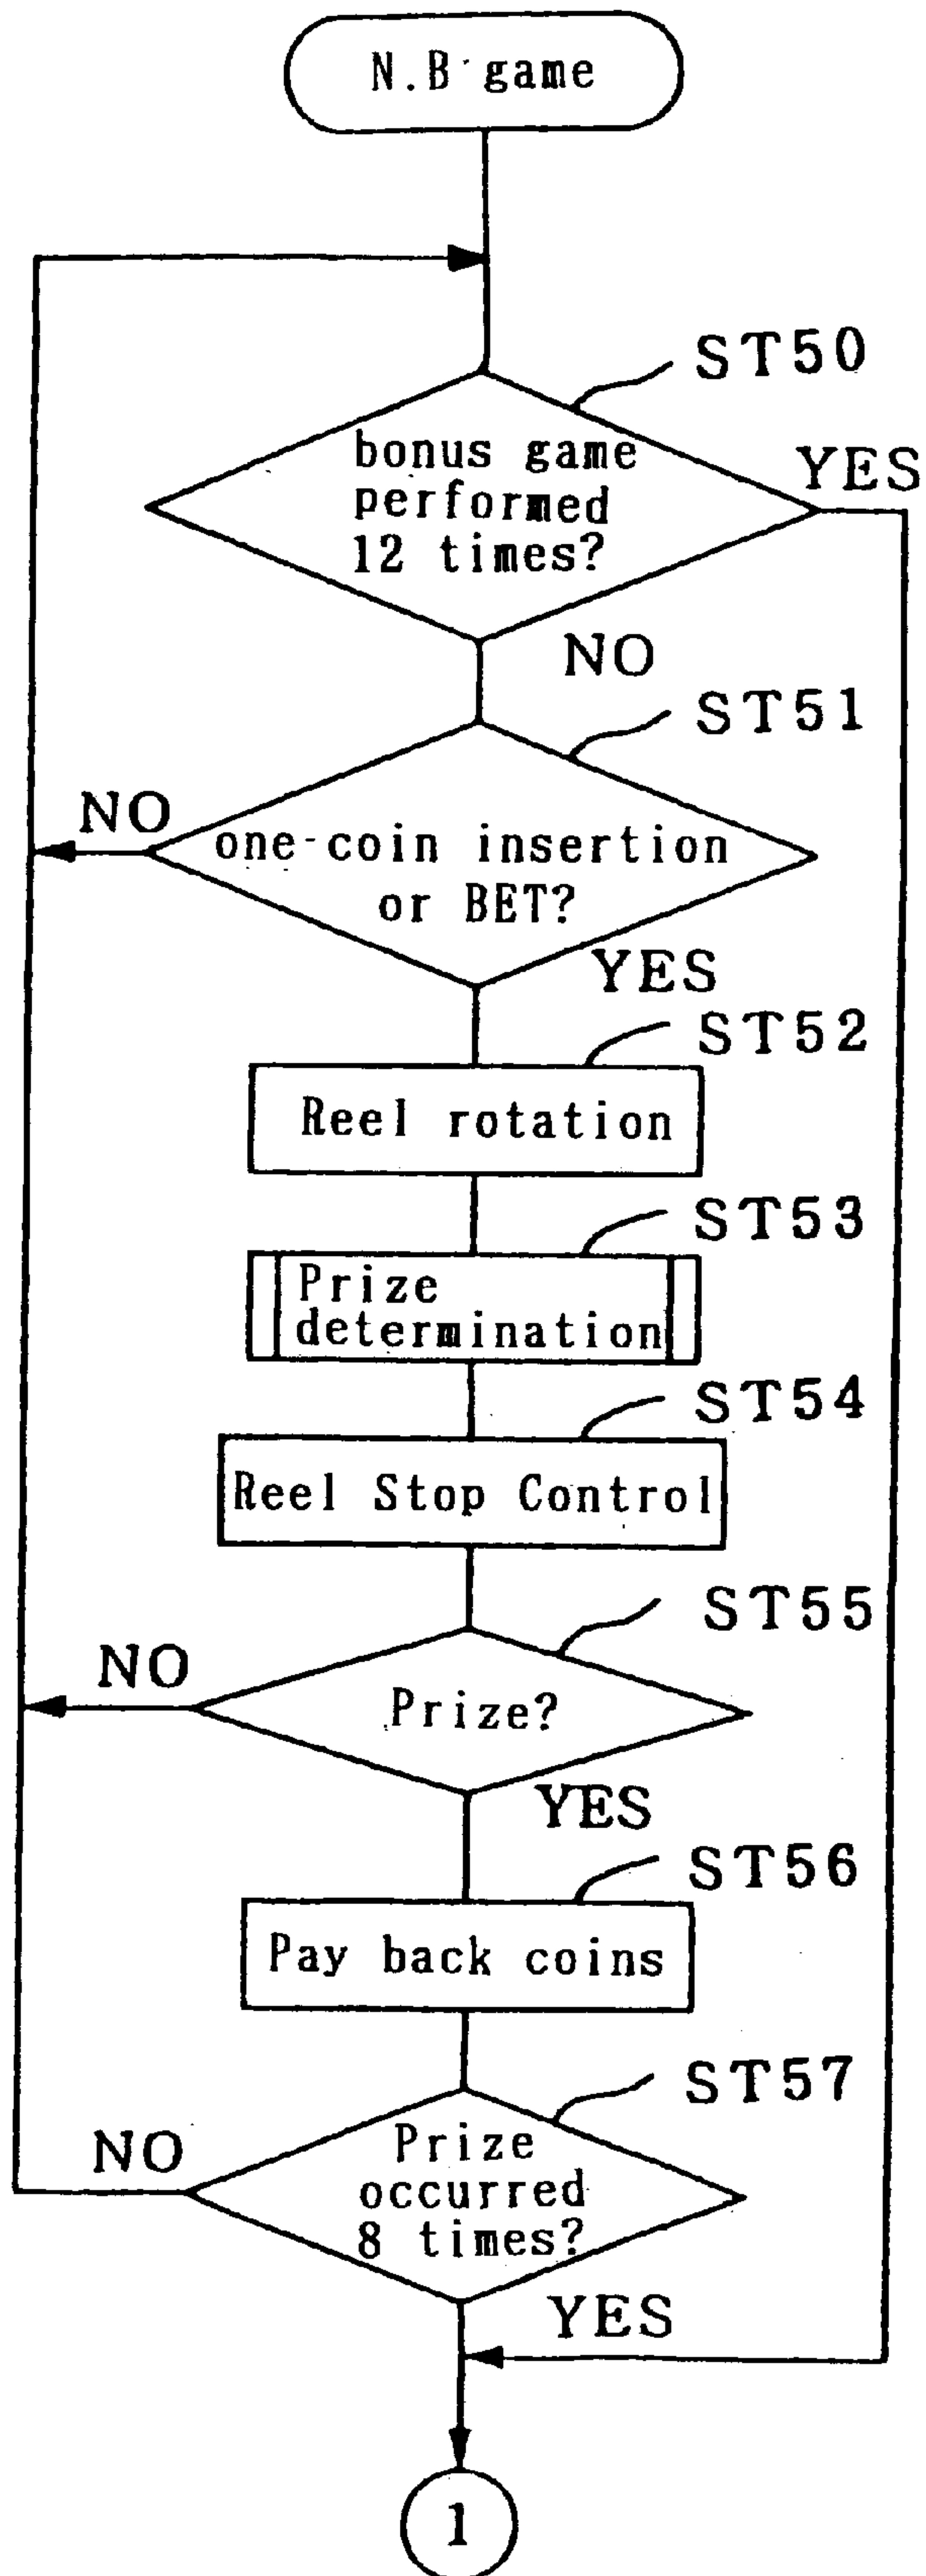 N.B game
ST50
bonus game
performed
12 times?
YES
NO
ST51
NO
one-coin insertion
or BET?
YES
ST52
Reel rotation
ST53
Prize
determination
ST54
Reel Stop Control
ST55
NO
Prize?
YES
ST56
Pay back coins
ST57
NO
Prize
occurred
8 times?
YES
1